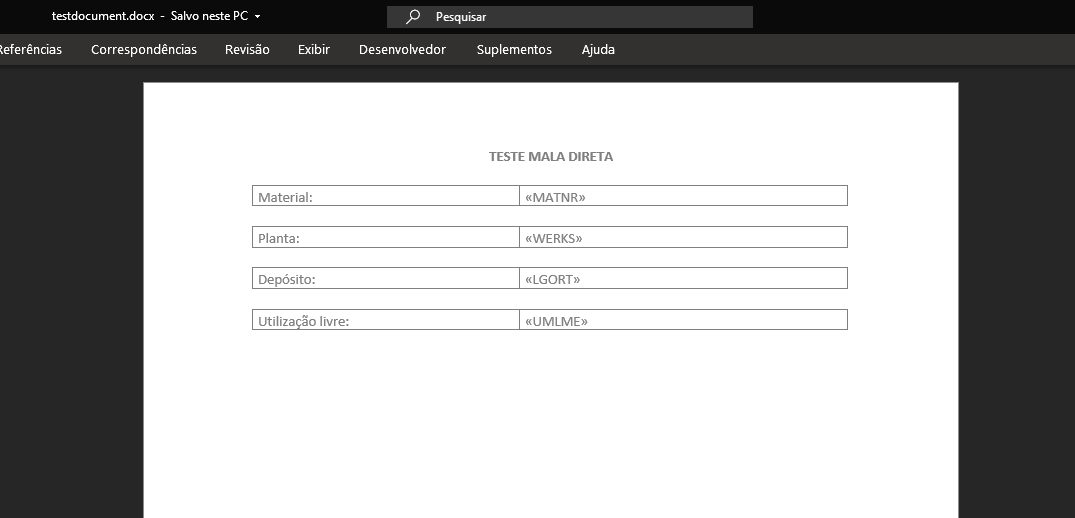 testdocument.docx - Salvo neste PC
Pesquisar
Referências Correspondências Revisão Exibir Desenvolvedor Suplementos Ajuda
TESTE MALA DIRETA
Material: «MATNR»
Planta: «WERKS»
Depósito: «LGORT»
Utilização livre: «UMLME»